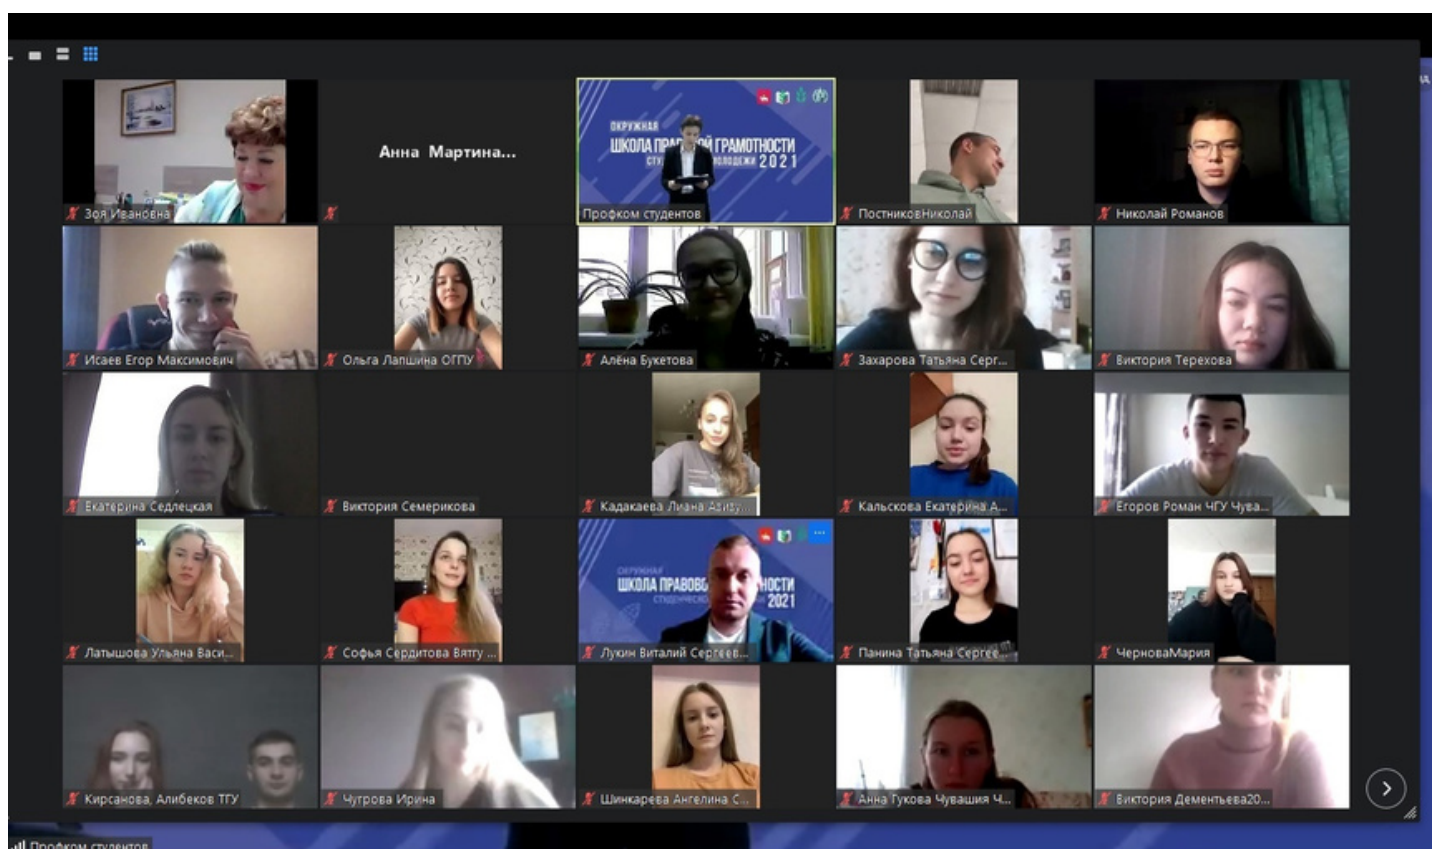 Анна Мартина...
ОКРУЖНАЯ
ШКОЛА ГРАМОТНОСТИ
2021
Зоя Ивановна
Профком студентов
ПостниковНиколай
Николай Романов
Исаев Егор Максимович
Ольга Лапшина ОГПУ
Алёна Букетова
Захарова Татьяна Серг...
Виктория Терехова
Екатерина Седлецкая
Виктория Семерикова
Кадакаева Лиана Азизу...
Кальскова Екатерина А...
Егоров Роман ЧГУ Чува...
ОКРУЖНАЯ
ШКОЛА
2021
Латышова Ульяна Васи...
Софья Сердитова Вятгу ...
Лукин Виталий Сергеев...
Панина Татьяна Сергее...
ЧерноваМария
Кирсанова, Алибеков ТГУ
Чугрова Ирина
Шинкарева Ангелина С...
Анна Гукова Чувашия Ч...
Виктория Дементьева20...
Профком студентов